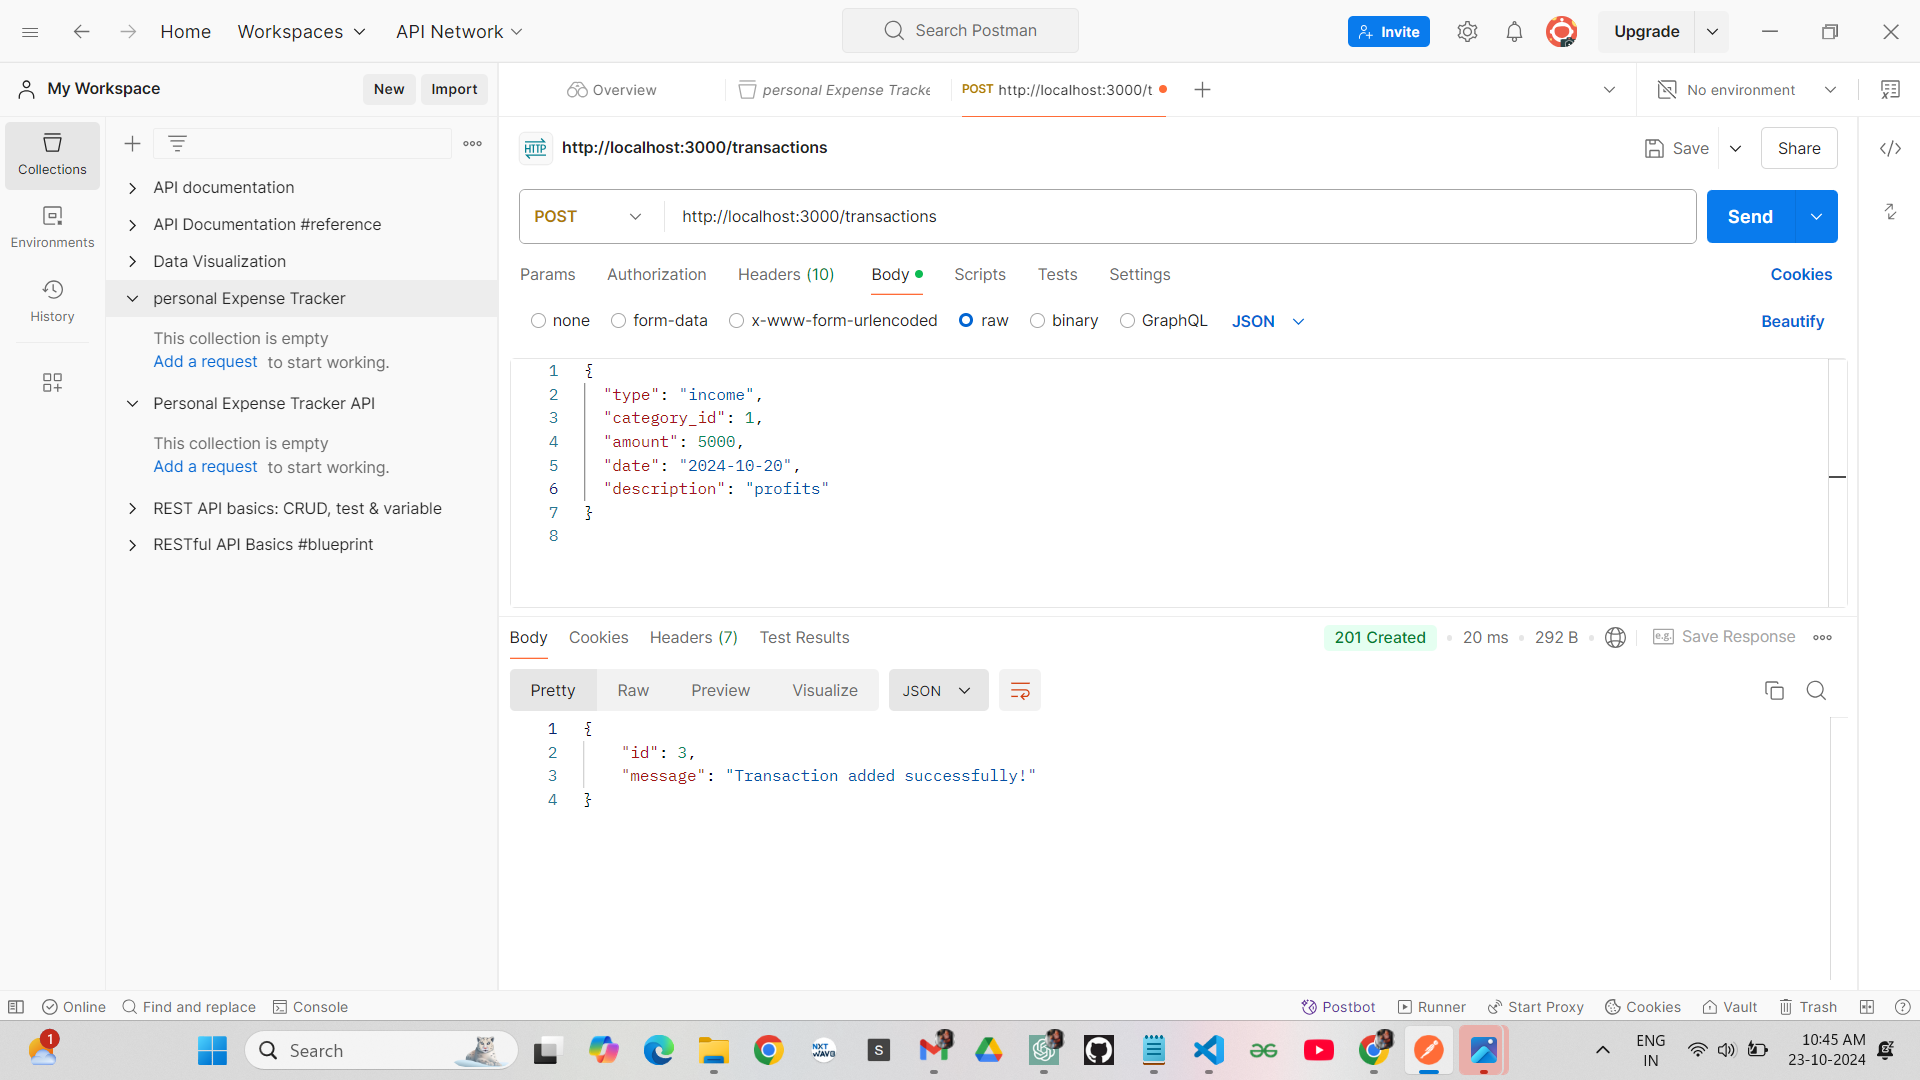 Home Workspaces API Network Search Postman Invite Upgrade
My Workspace New Import Overview personal Expense Tracke POST http://localhost:3000/t No environment
Collections
Environments
History
API documentation
API Documentation #reference
Data Visualization
personal Expense Tracker
This collection is empty
Add a request to start working.
Personal Expense Tracker API
This collection is empty
Add a request to start working.
REST API basics: CRUD, test & variable
RESTful API Basics #blueprint
HTTP http://localhost:3000/transactions Save Share
POST http://localhost:3000/transactions Send
Params Authorization Headers (10) Body Scripts Tests Settings Cookies
none form-data x-www-form-urlencoded raw binary GraphQL JSON Beautify
1 {
2 "type": "income",
3 "category_id": 1,
4 "amount": 5000,
5 "date": "2024-10-20",
6 "description": "profits"
7 }
8
Body Cookies Headers (7) Test Results 201 Created 20 ms 292 B e.g. Save Response
Pretty Raw Preview Visualize JSON
1 {
2 "id": 3,
3 "message": "Transaction added successfully!"
4 }
Online Find and replace Console Postbot Runner Start Proxy Cookies Vault Trash
1 Search NXT WAVE S ENG
IN
10:45 AM
23-10-2024